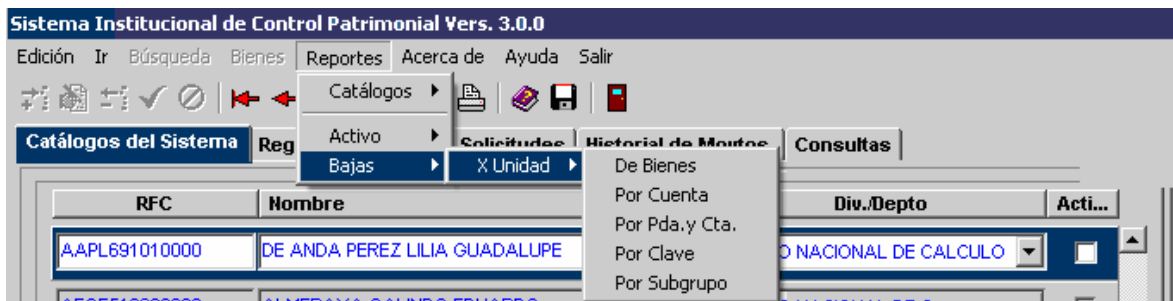 Sistema Institucional de Control Patrimonial Vers. 3.0.0
Edición Ir Búsqueda Bienes Reportes Acerca de Ayuda Salir
Catálogos
Activo
Bajas
X Unidad
De Bienes
Por Cuenta
Por Pda.y Cta.
Por Clave
Por Subgrupo
Catálogos del Sistema Reg Solicitudes Historial de Movtos Consultas
RFC Nombre Div./Depto Acti...
AAPL691010000 DE ANDA PEREZ LILIA GUADALUPE O NACIONAL DE CALCULO